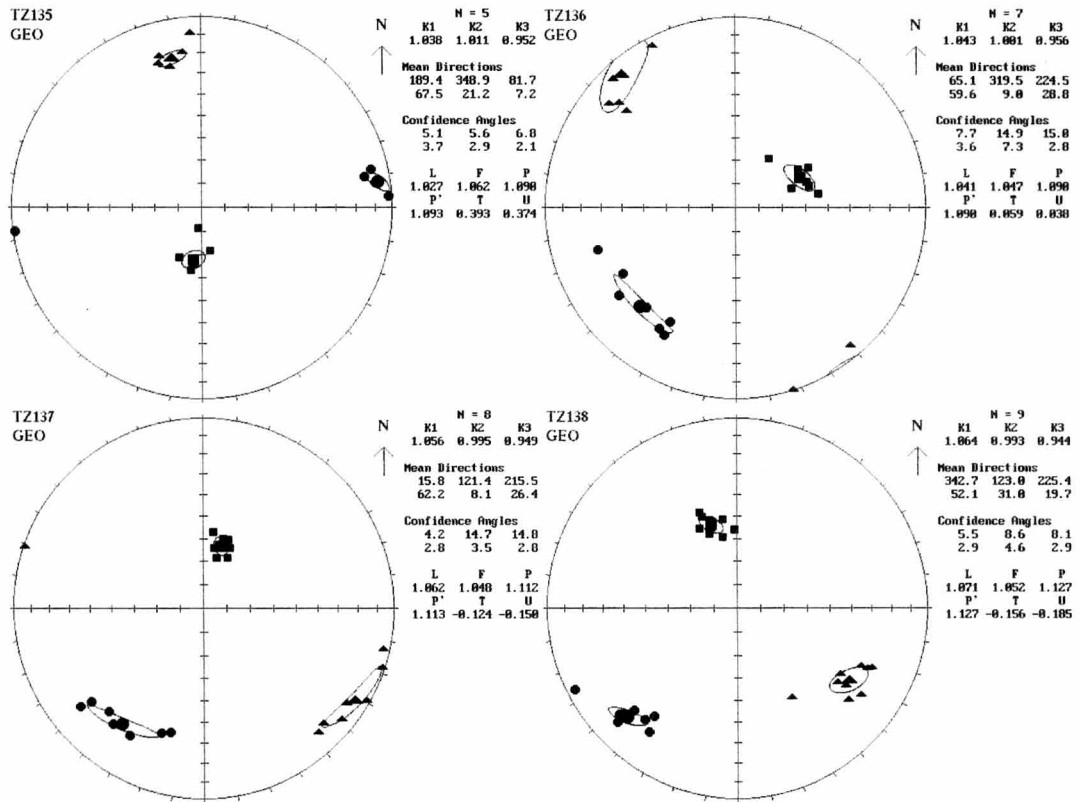 TZ135
GEO
N
N = 5
K1 K2 K3
1.038 1.011 0.952
Mean Directions
189.4 348.9 81.7
67.5 21.2 7.2
Confidence Angles
5.1 5.6 6.8
3.7 2.9 2.1
L F P
1.027 1.062 1.090
P' T U
1.093 0.393 0.374
TZ136
GEO
N
N = 7
K1 K2 K3
1.043 1.001 0.956
Mean Directions
65.1 319.5 224.5
59.6 9.0 28.8
Confidence Angles
7.7 14.9 15.0
3.6 7.3 2.8
L F P
1.041 1.047 1.090
P' T U
1.090 0.059 0.038
TZ137
GEO
N
N = 8
K1 K2 K3
1.056 0.995 0.949
Mean Directions
15.8 121.4 215.5
62.2 8.1 26.4
Confidence Angles
4.2 14.7 14.8
2.8 3.5 2.8
L F P
1.062 1.048 1.112
P' T U
1.113 -0.124 -0.150
TZ138
GEO
N
N = 9
K1 K2 K3
1.064 0.993 0.944
Mean Directions
342.7 123.0 225.4
52.1 31.0 19.7
Confidence Angles
5.5 8.6 8.1
2.9 4.6 2.9
L F P
1.071 1.052 1.127
P' T U
1.127 -0.156 -0.185